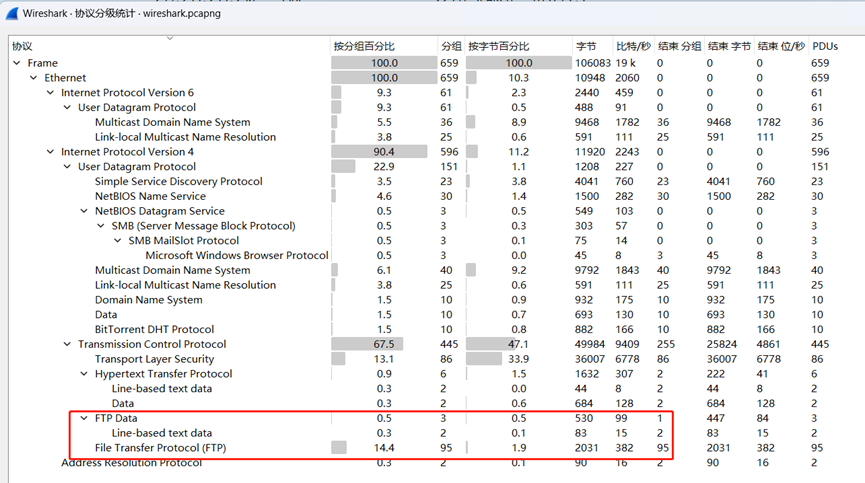 Wireshark · 协议分级统计 · wireshark.pcapng
协议 按分组百分比 分组 按字节百分比 字节 比特/秒 结束 分组 结束 字节 结束 位/秒 PDUs
Frame 100.0 659 100.0 106083 19 k 0 0 0 659
Ethernet 100.0 659 10.3 10948 2060 0 0 0 659
Internet Protocol Version 6 9.3 61 2.3 2440 459 0 0 0 61
User Datagram Protocol 9.3 61 0.5 488 91 0 0 0 61
Multicast Domain Name System 5.5 36 8.9 9468 1782 36 9468 1782 36
Link-local Multicast Name Resolution 3.8 25 0.6 591 111 25 591 111 25
Internet Protocol Version 4 90.4 596 11.2 11920 2243 0 0 0 596
User Datagram Protocol 22.9 151 1.1 1208 227 0 0 0 151
Simple Service Discovery Protocol 3.5 23 3.8 4041 760 23 4041 760 23
NetBIOS Name Service 4.6 30 1.4 1500 282 30 1500 282 30
NetBIOS Datagram Service 0.5 3 0.5 549 103 0 0 0 3
SMB (Server Message Block Protocol) 0.5 3 0.3 303 57 0 0 0 3
SMB MailSlot Protocol 0.5 3 0.1 75 14 0 0 0 3
Microsoft Windows Browser Protocol 0.5 3 0.0 45 8 3 45 8 3
Multicast Domain Name System 6.1 40 9.2 9792 1843 40 9792 1843 40
Link-local Multicast Name Resolution 3.8 25 0.6 591 111 25 591 111 25
Domain Name System 1.5 10 0.9 932 175 10 932 175 10
Data 1.5 10 0.7 693 130 10 693 130 10
BitTorrent DHT Protocol 1.5 10 0.8 882 166 10 882 166 10
Transmission Control Protocol 67.5 445 47.1 49984 9409 255 25824 4861 445
Transport Layer Security 13.1 86 33.9 36007 6778 86 36007 6778 86
Hypertext Transfer Protocol 0.9 6 1.5 1632 307 2 222 41 6
Line-based text data 0.3 2 0.0 44 8 2 44 8 2
Data 0.3 2 0.6 684 128 2 684 128 2
FTP Data 0.5 3 0.5 530 99 1 447 84 3
Line-based text data 0.3 2 0.1 83 15 2 83 15 2
File Transfer Protocol (FTP) 14.4 95 1.9 2031 382 95 2031 382 95
Address Resolution Protocol 0.3 2 0.1 90 16 2 90 16 2